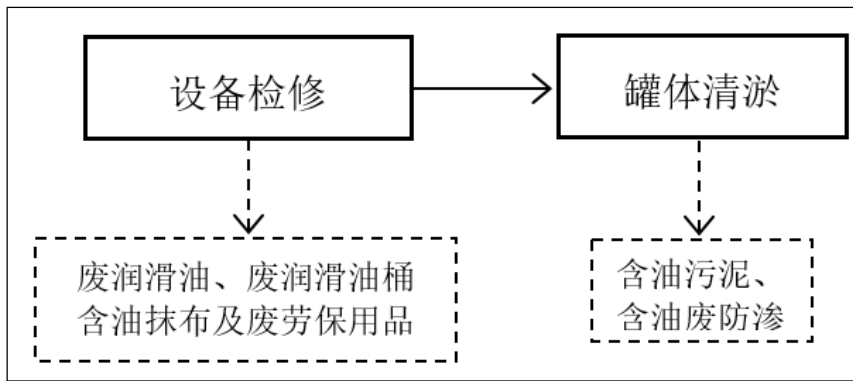 设备检修
罐体清淤
废润滑油、废润滑油桶
含油抹布及废劳保用品
含油污泥、
含油废防渗